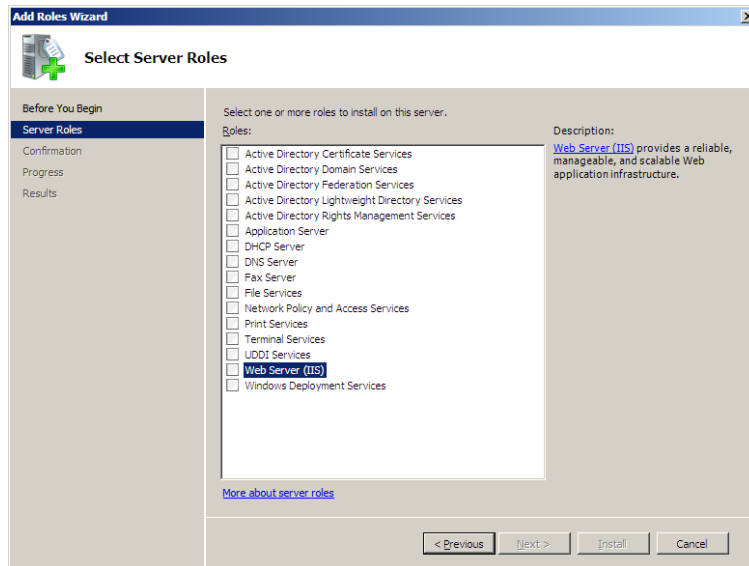 Add Roles Wizard
Select Server Roles
Before You Begin
Server Roles
Confirmation
Progress
Results
Select one or more roles to install on this server.
Roles:
Active Directory Certificate Services
Active Directory Domain Services
Active Directory Federation Services
Active Directory Lightweight Directory Services
Active Directory Rights Management Services
Application Server
DHCP Server
DNS Server
Fax Server
File Services
Network Policy and Access Services
Print Services
Terminal Services
UDDI Services
Web Server (IIS)
Windows Deployment Services
More about server roles
Description:
Web Server (IIS) provides a reliable,
manageable, and scalable Web
application infrastructure.
< Previous
Next >
Install
Cancel